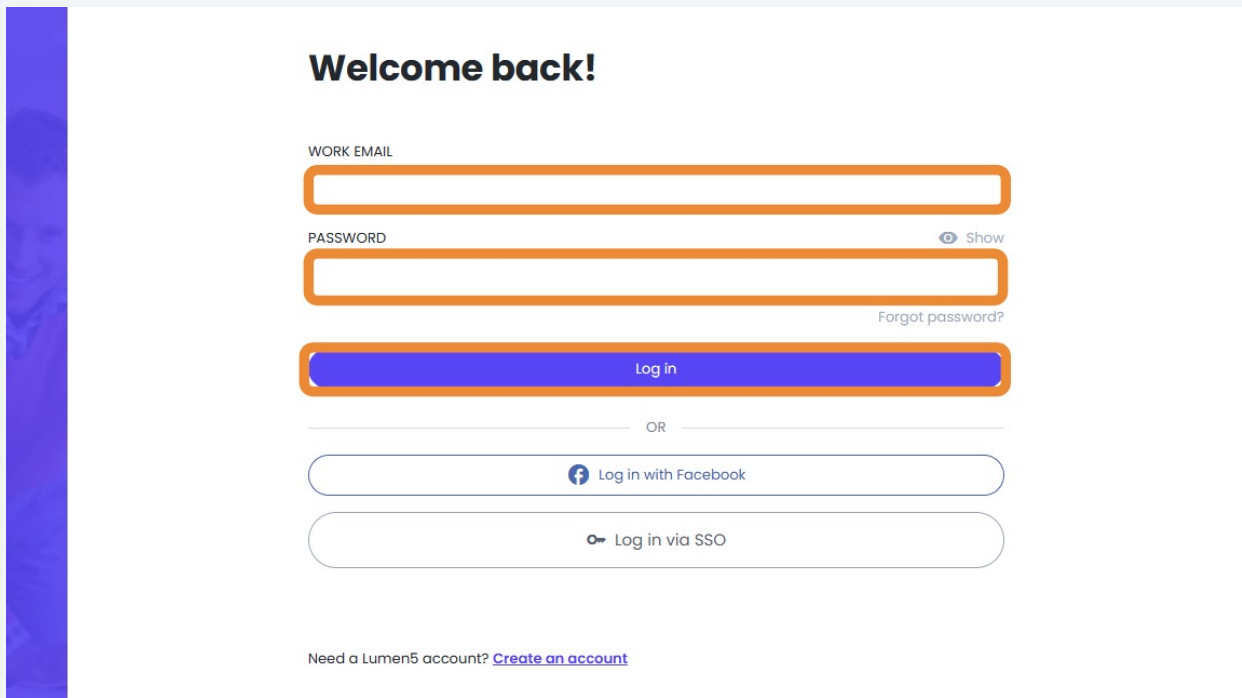 Welcome back!
WORK EMAIL
PASSWORD
Show
Forgot password?
Log in
OR
Log in with Facebook
Log in via SSO
Need a Lumen5 account? Create an account